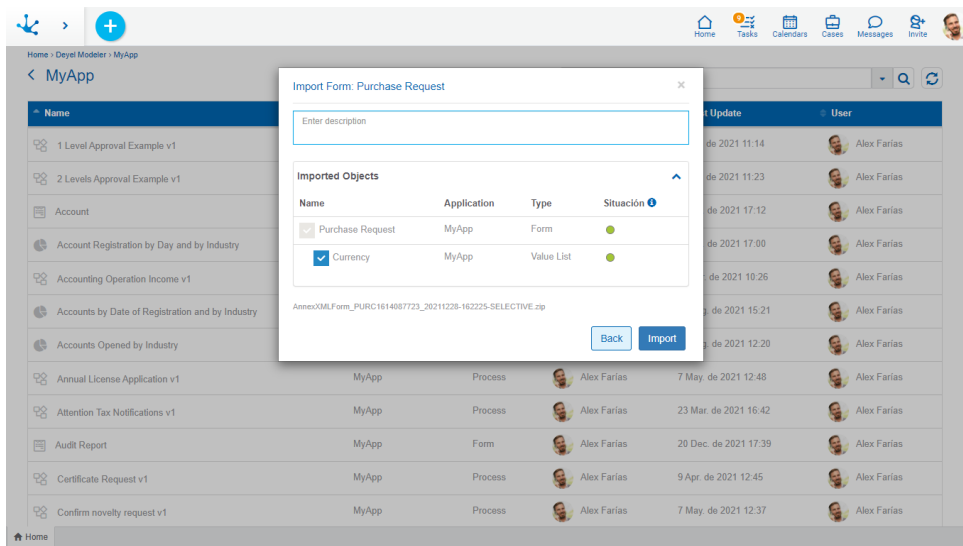 9
Home
Tasks
Calendars
Cases
Messages
Invite
Home > Deyel Modeler > MyApp
MyApp
Name
t Update
User
1 Level Approval Example v1
de 2021 11:14
Alex Farías
2 Levels Approval Example v1
de 2021 11:23
Alex Farías
Account
de 2021 17:12
Alex Farías
Account Registration by Day and by Industry
de 2021 17:00
Alex Farías
Accounting Operation Income v1
. de 2021 10:26
Alex Farías
Accounts by Date of Registration and by Industry
. de 2021 15:21
Alex Farías
Accounts Opened by Industry
. de 2021 12:20
Alex Farías
Import Form: Purchase Request
Enter description
Imported Objects
Name Application Type Situación
Purchase Request MyApp Form
Currency MyApp Value List
AnnexXMLForm_PURC1614087723_20211228-162225-SELECTIVE.zip
Back Import
Annual License Application v1 MyApp Process Alex Farías 7 May. de 2021 12:48 Alex Farías
Attention Tax Notifications v1 MyApp Process Alex Farías 23 Mar. de 2021 16:42 Alex Farías
Audit Report MyApp Form Alex Farías 20 Dec. de 2021 17:39 Alex Farías
Certificate Request v1 MyApp Process Alex Farías 9 Apr. de 2021 12:45 Alex Farías
Confirm novelty request v1 MyApp Process Alex Farías 7 May. de 2021 12:37 Alex Farías
Home